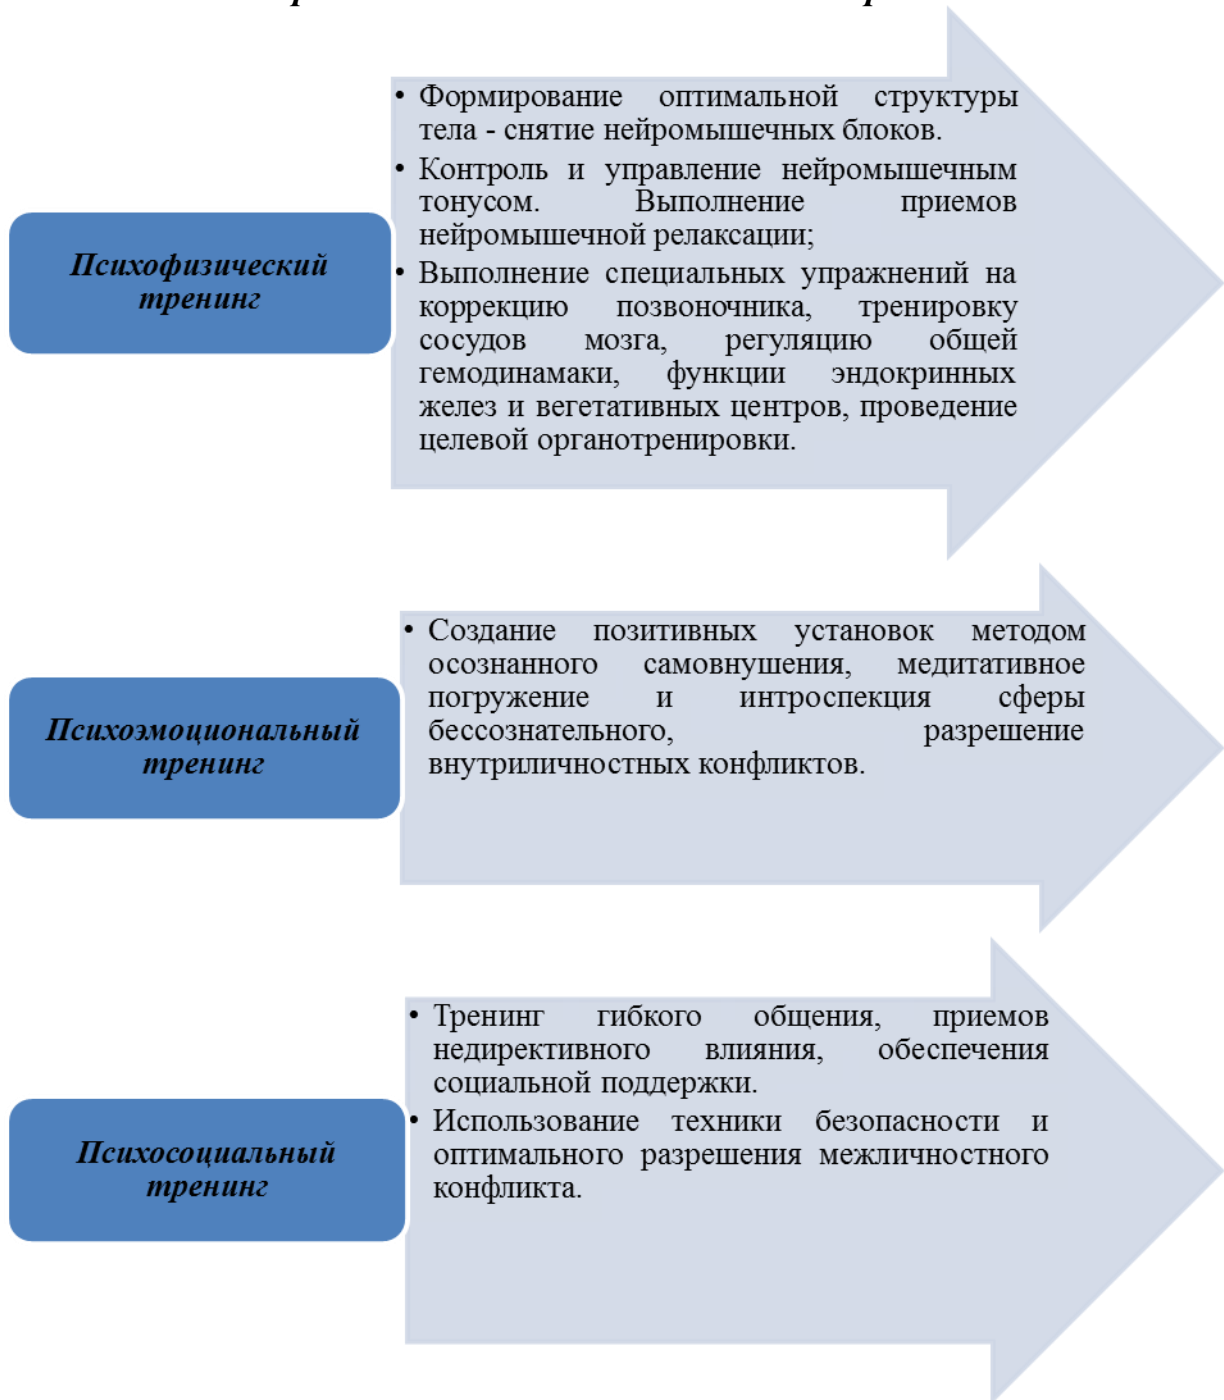 Психофизический
тренинг
• Формирование оптимальной структуры
тела - снятие нейромышечных блоков.
• Контроль и управление нейромышечным
тонусом. Выполнение приемов
нейромышечной релаксации;
• Выполнение специальных упражнений на
коррекцию позвоночника, тренировку
сосудов мозга, регуляцию общей
гемодинамаки, функции эндокринных
желез и вегетативных центров, проведение
целевой органотренировки.
Психоэмоциональный
тренинг
• Создание позитивных установок методом
осознанного самовнушения, медитативное
погружение и интроспекция сферы
бессознательного, разрешение
внутриличностных конфликтов.
Психосоциальный
тренинг
• Тренинг гибкого общения, приемов
недирективного влияния, обеспечения
социальной поддержки.
• Использование техники безопасности и
оптимального разрешения межличностного
конфликта.